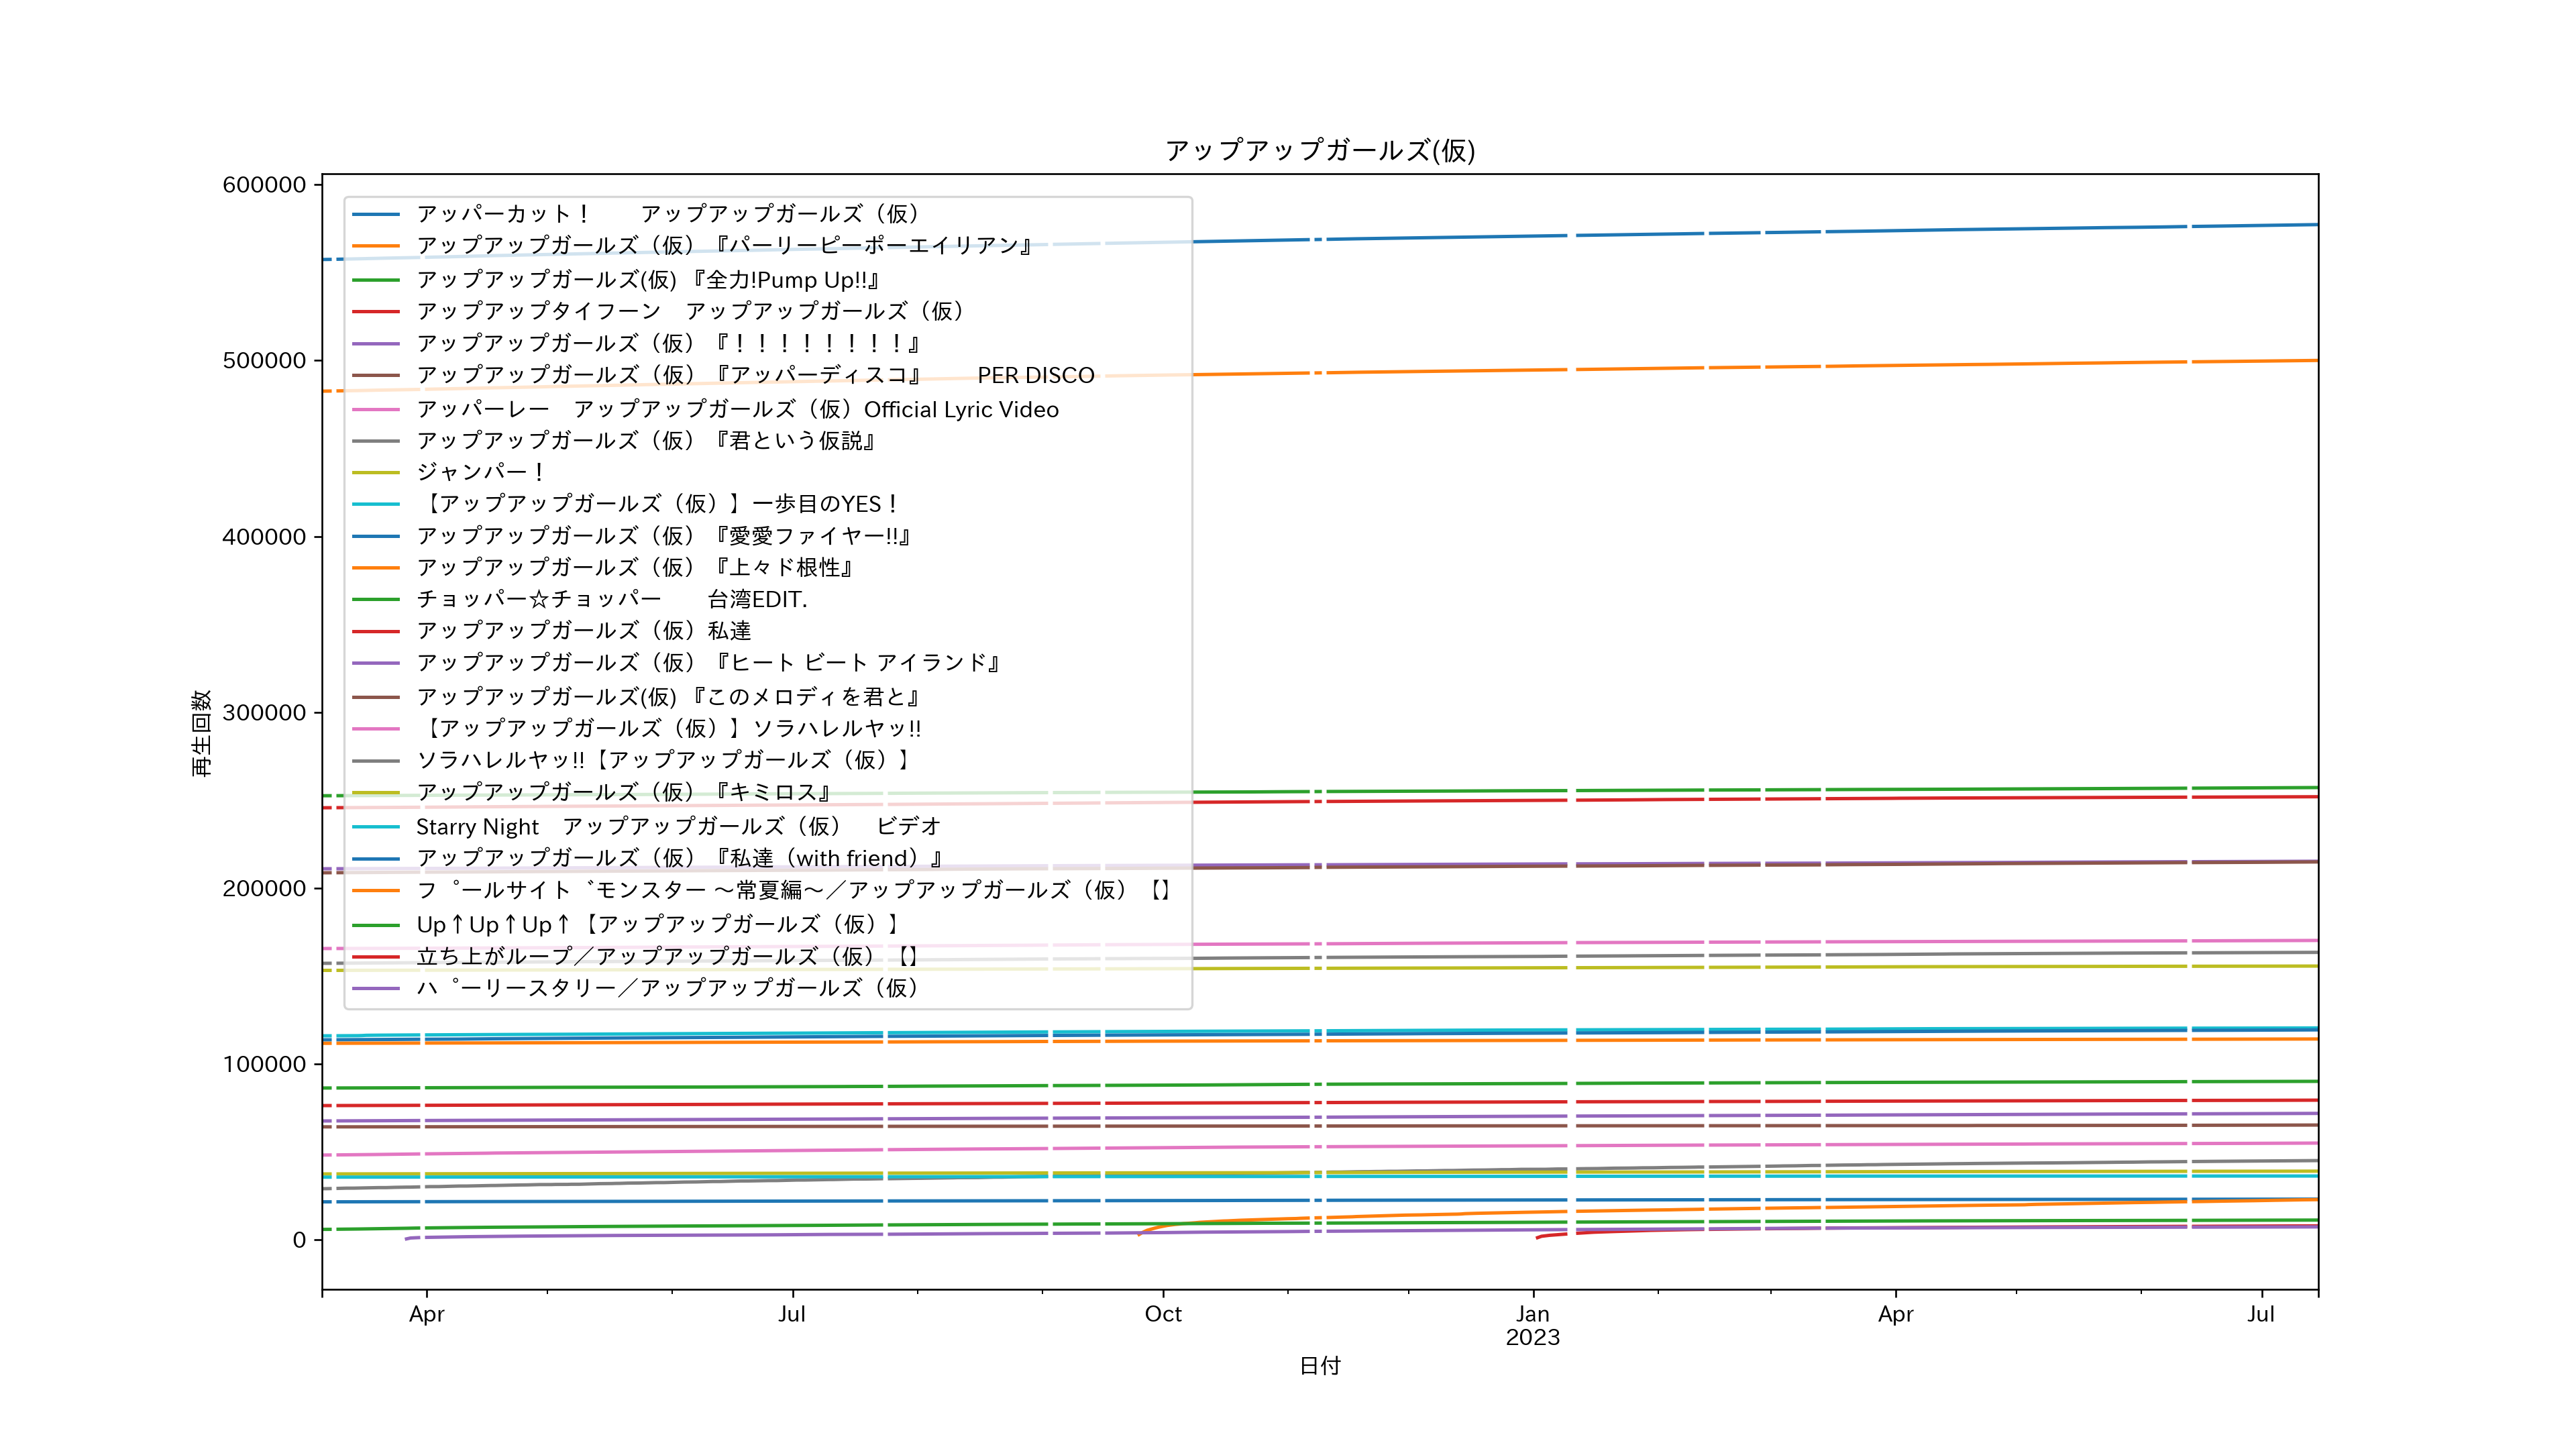 アップアップガールズ(仮)
600000
500000
400000
300000
200000
100000
0
再生回数
アッパーカット！　　アップアップガールズ（仮）
アップアップガールズ（仮）『パーリーピーポーエイリアン』
アップアップガールズ(仮) 『全力!Pump Up!!』
アップアップタイフーン　アップアップガールズ（仮）
アップアップガールズ（仮）『！！！！！！！！』
アップアップガールズ（仮）『アッパーディスコ』　　PER DISCO
アッパーレー　アップアップガールズ（仮）Official Lyric Video
アップアップガールズ（仮）『君という仮説』
ジャンパー！
【アップアップガールズ（仮）】一歩目のYES！
アップアップガールズ（仮）『愛愛ファイヤー!!』
アップアップガールズ（仮）『上々ド根性』
チョッパー☆チョッパー　　台湾EDIT.
アップアップガールズ（仮）私達
アップアップガールズ（仮）『ヒート ビート アイランド』
アップアップガールズ(仮) 『このメロディを君と』
【アップアップガールズ（仮）】ソラハレルヤッ!!
ソラハレルヤッ!!【アップアップガールズ（仮）】
アップアップガールズ（仮）『キミロス』
Starry Night　アップアップガールズ（仮）　ビデオ
アップアップガールズ（仮）『私達（with friend）』
フ゜ールサイト゛モンスター ～常夏編～／アップアップガールズ（仮）【】
Up↑Up↑Up↑【アップアップガールズ（仮）】
立ち上がループ／アップアップガールズ（仮）【】
ハ゜ーリースタリー／アップアップガールズ（仮）
Apr
Jul
Oct
Jan
2023
Apr
Jul
日付